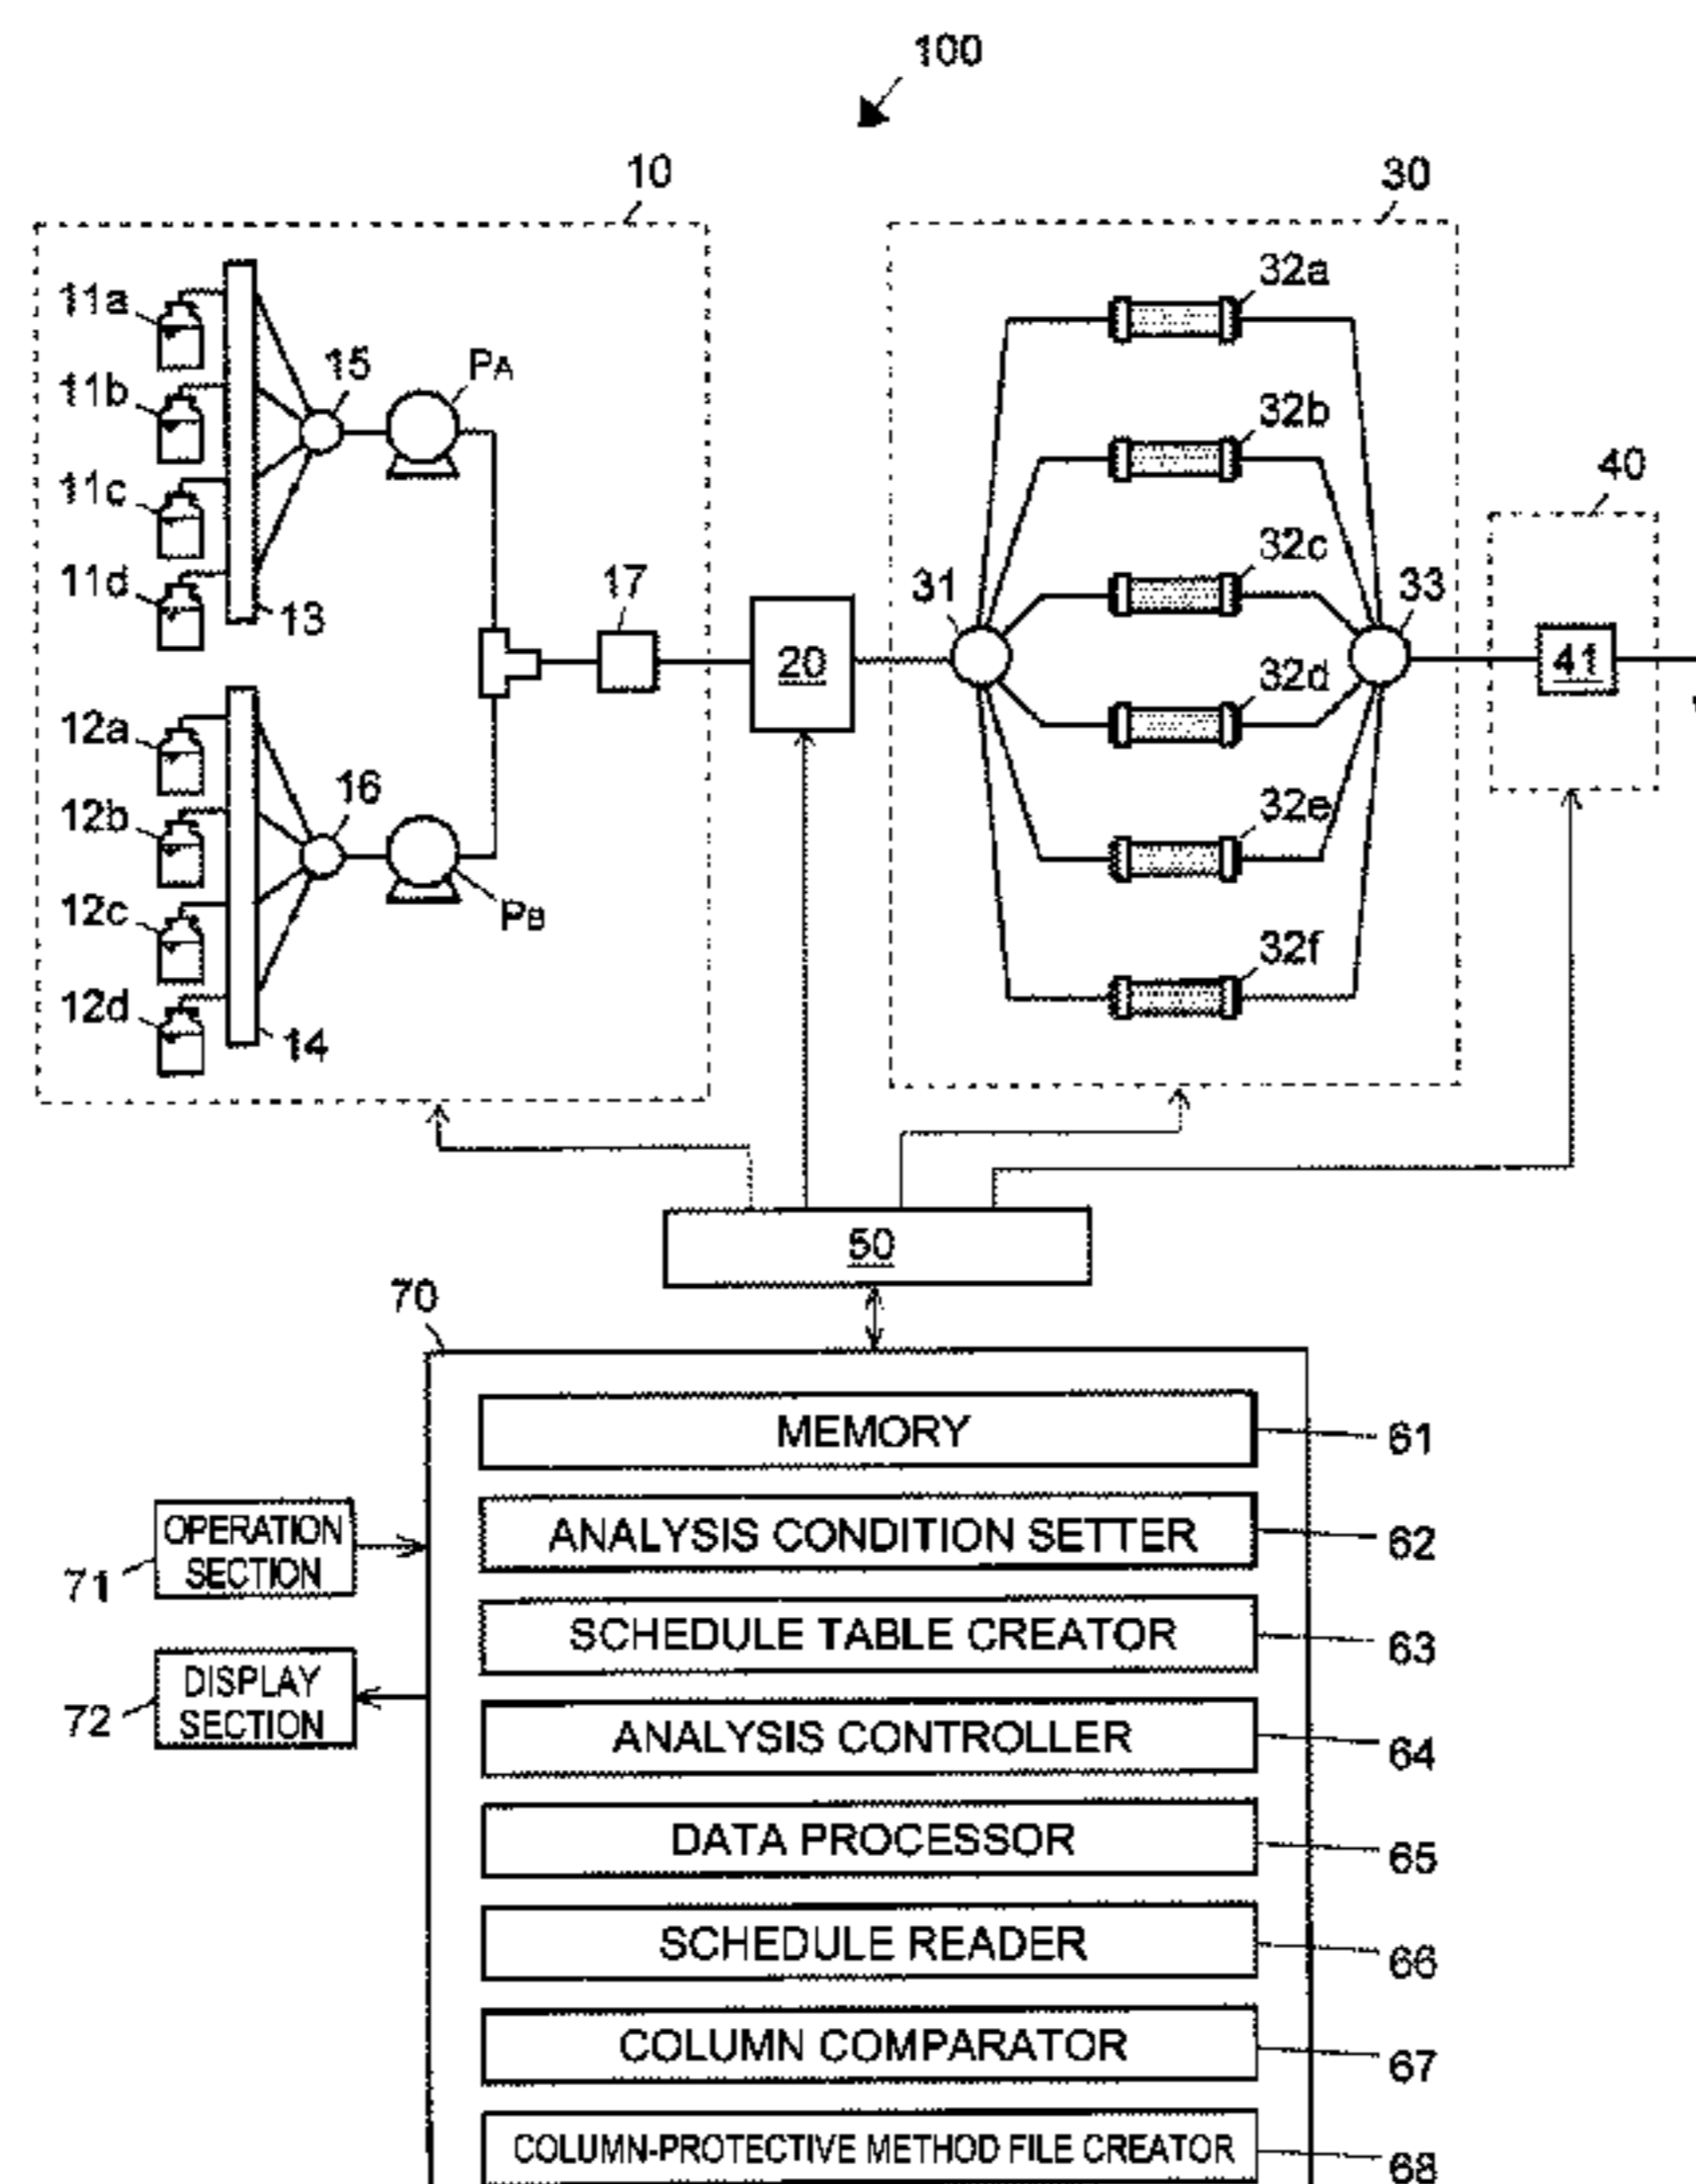 100
10
30
11a
11b
11c
11d
15
PA
13
17
12a
12b
12c
12d
16
PB
14
20
31
32a
32b
32c
32d
32e
32f
33
40
41
50
70
MEMORY
61
ANALYSIS CONDITION SETTER
62
OPERATION
SECTION
71
SCHEDULE TABLE CREATOR
63
DISPLAY
SECTION
72
ANALYSIS CONTROLLER
64
DATA PROCESSOR
65
SCHEDULE READER
66
COLUMN COMPARATOR
67
COLUMN-PROTECTIVE METHOD FILE CREATOR
68